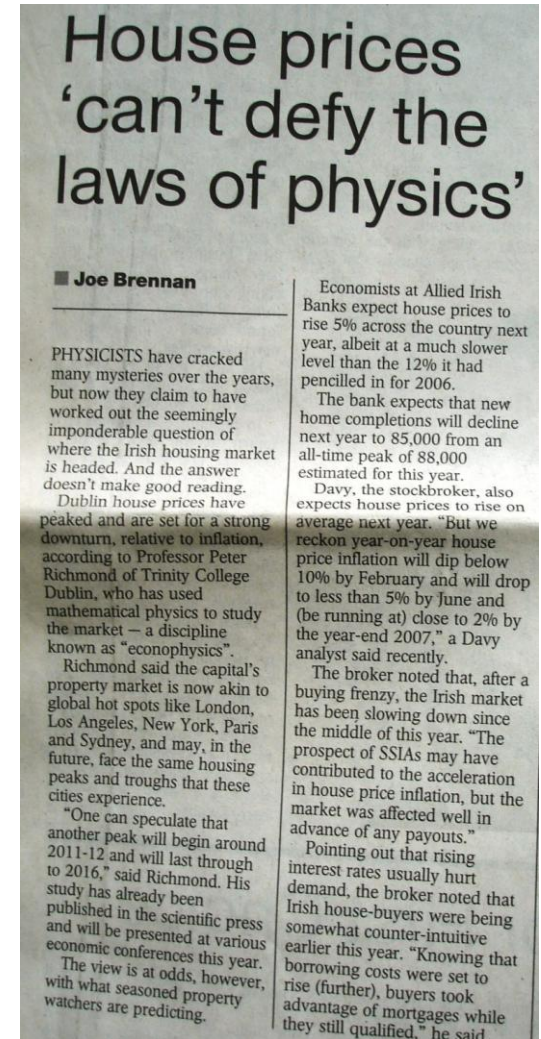 House prices
‘can’t defy the
laws of physics’
Joe Brennan
PHYSICISTS have cracked
many mysteries over the years,
but now they claim to have
worked out the seemingly
imponderable question of
where the Irish housing market
is headed. And the answer
doesn’t make good reading.
Dublin house prices have
peaked and are set for a strong
downturn, relative to inflation,
according to Professor Peter
Richmond of Trinity College
Dublin, who has used
mathematical physics to study
the market — a discipline
known as “econophysics”.
Richmond said the capital’s
property market is now akin to
global hot spots like London,
Los Angeles, New York, Paris
and Sydney, and may, in the
future, face the same housing
peaks and troughs that these
cities experience.
“One can speculate that
another peak will begin around
2011-12 and will last through
to 2016,” said Richmond. His
study has already been
published in the scientific press
and will be presented at various
economic conferences this year.
The view is at odds, however,
with what seasoned property
watchers are predicting.
Economists at Allied Irish
Banks expect house prices to
rise 5% across the country next
year, albeit at a much slower
level than the 12% it had
pencilled in for 2006.
The bank expects that new
home completions will decline
next year to 85,000 from an
all-time peak of 88,000
estimated for this year.
Davy, the stockbroker, also
expects house prices to rise on
average next year. “But we
reckon year-on-year house
price inflation will dip below
10% by February and will drop
to less than 5% by June and
(be running at) close to 2% by
the year-end 2007,” a Davy
analyst said recently.
The broker noted that, after a
buying frenzy, the Irish market
has been slowing down since
the middle of this year. “The
prospect of SSIAs may have
contributed to the acceleration
in house price inflation, but the
market was affected well in
advance of any payouts.”
Pointing out that rising
interest rates usually hurt
demand, the broker noted that
Irish house-buyers were being
somewhat counter-intuitive
earlier this year. “Knowing that
borrowing costs were set to
rise (further), buyers took
advantage of mortgages while
they still qualified,” he said